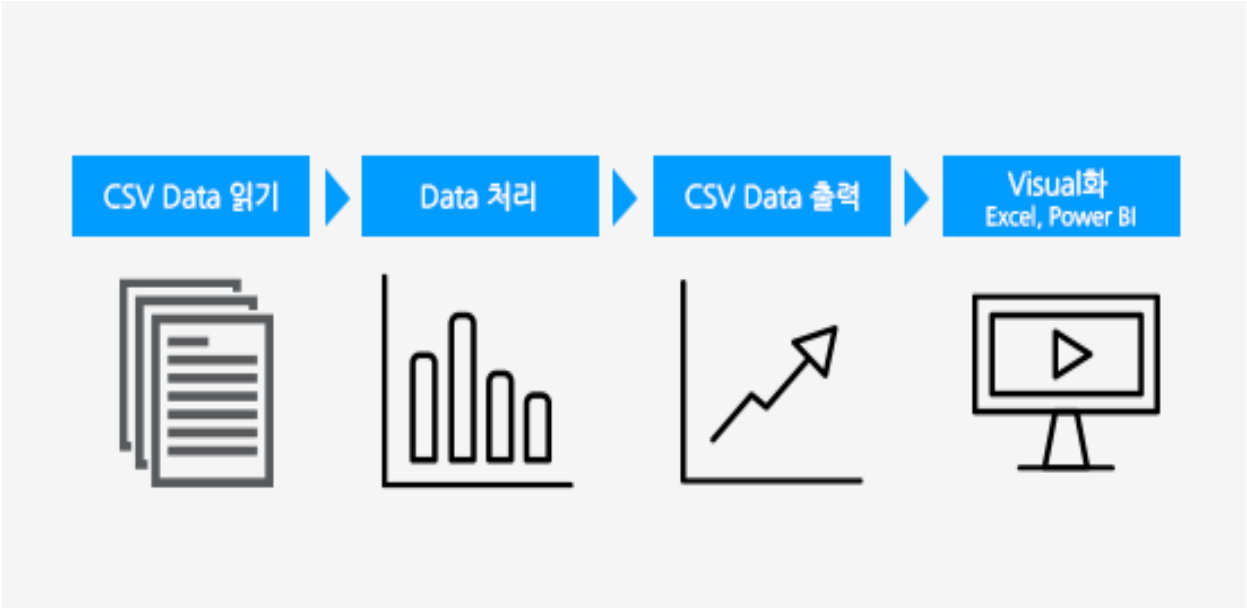 CSV Data 읽기
Data 처리
CSV Data 출력
Visual화
Excel, Power BI